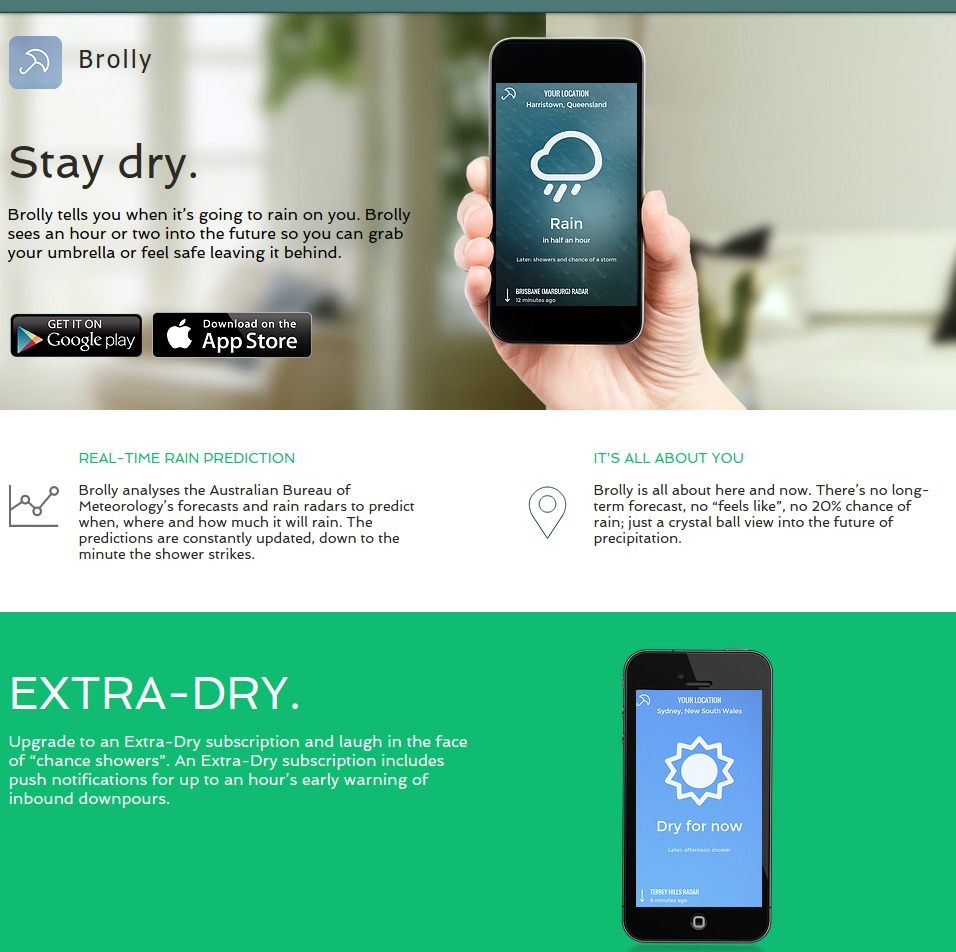 Brolly
Stay dry.
Brolly tells you when it’s going to rain on you. Brolly
sees an hour or two into the future so you can grab
your umbrella or feel safe leaving it behind.
GET IT ON
Google play
Download on the
App Store
YOUR LOCATION
Harristown, Queensland
Rain
in half an hour
Later: showers and chance of a storm
BRISBANE (MARBURG) RADAR
12 minutes ago
REAL-TIME RAIN PREDICTION
Brolly analyses the Australian Bureau of
Meteorology’s forecasts and rain radars to predict
when, where and how much it will rain. The
predictions are constantly updated, down to the
minute the shower strikes.
IT'S ALL ABOUT YOU
Brolly is all about here and now. There’s no long-
term forecast, no “feels like”, no 20% chance of
rain; just a crystal ball view into the future of
precipitation.
EXTRA-DRY.
Upgrade to an Extra-Dry subscription and laugh in the face
of “chance showers”. An Extra-Dry subscription includes
push notifications for up to an hour’s early warning of
inbound downpours.
YOUR LOCATION
Sydney, New South Wales
Dry for now
Later: afternoon shower
TERREY HILLS RADAR
6 minutes ago